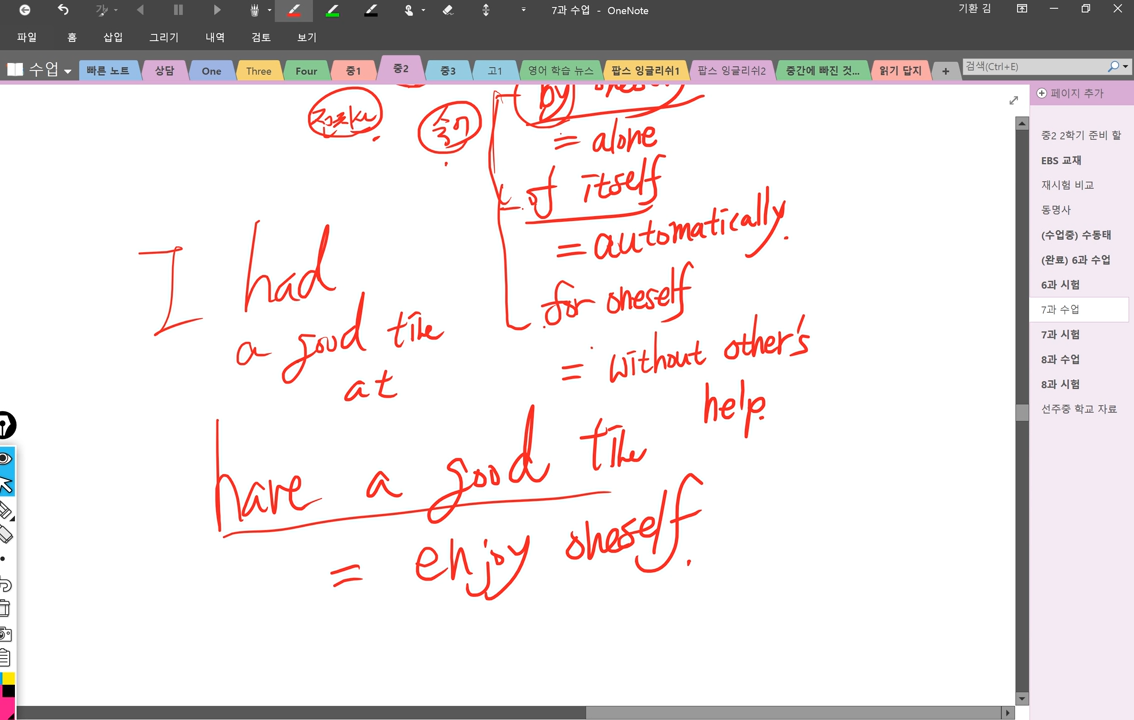 7과 수업 - OneNote
기환 김
파일 홈 삽입 그리기 내역 검토 보기
수업 빠른 노트 상담 One Three Four 중1 중2 중3 고1 영어 학습 뉴스 팝스 잉글리쉬1 팝스 잉글리쉬2 중간에 빠진 것... 읽기 답지 + 검색(Ctrl+E)
페이지 추가
중2 2학기 준비 할
EBS 교재
재시험 비교
동명사
(수업중) 수동태
(완료) 6과 수업
6과 시험
7과 수업
7과 시험
8과 수업
8과 시험
선주중 학교 자료
by oneself
= alone
of itself
= automatically.
for oneself
= without other's
help.
I had
a good time
at
have a good time
= enjoy oneself.